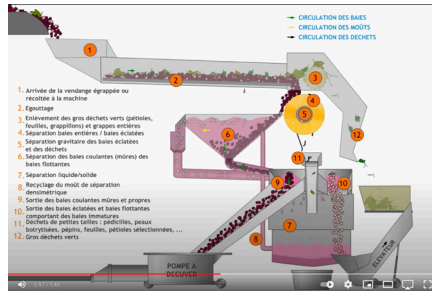 CIRCULATION DES BAIES
CIRCULATION DES MOÛTS
CIRCULATION DES DECHETS
1
2
3
4
5
6
12
11
9
10
7
8
1. Arrivée de la vendange égrappée ou
récoltée à la machine
2. Egouttage
3. Enlèvement des gros déchets verts (pétioles,
feuilles, grappillons) et grappes entières
4. Séparation baies entières / baies éclatées
5. Séparation gravitaire des baies éclatées
et des déchets
6. Séparation des baies coulantes (mûres) des
baies flottantes
7. Séparation liquide/solide
8. Recyclage du moût de séparation
densimétrique
9. Sortie des baies coulantes mûres et propres
10. Sortie des baies éclatées et baies flottantes
comportant des baies immatures
11. Déchets de petites tailles : pédicelles, peaux
botrytisées, pépins, feuilles, pétioles sélectionnées, ...
12. Gros déchets verts
POMPE A
DECUVER
ELEVATEUR